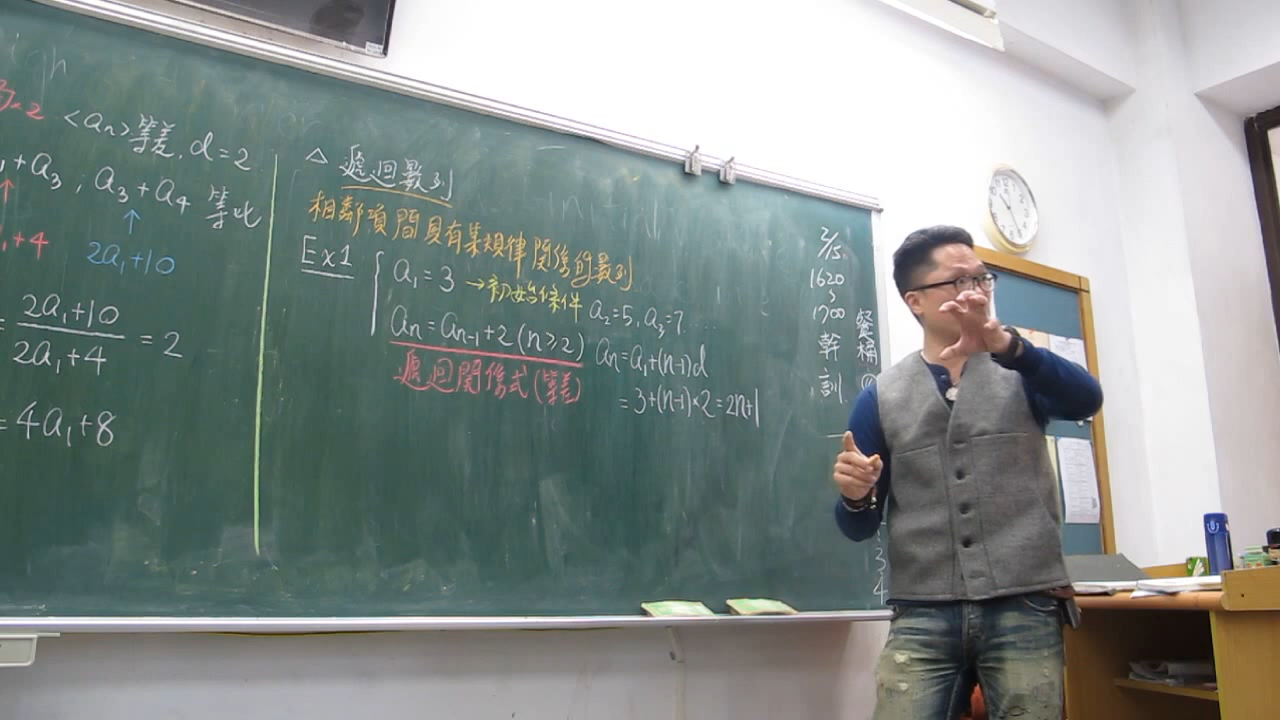 <an>等差, d=2
a₁+a₃, a₃+a₄ 等比
2a₁+10
2a₁+10
2a₁+4
= 2
= 4a₁+8
△ 遞迴數列
相鄰項間具有某規律關係的數列
Ex1
a₁=3 → 初始條件
a₂=5, a₃=7 ...
aₙ=aₙ₋₁+2 (n≥2)
遞迴關係式(等差)
aₙ=a₁+(n-1)d
=3+(n-1)×2=2n+1
2/15
1620
~
1700
幹訓
餐桶
3
4